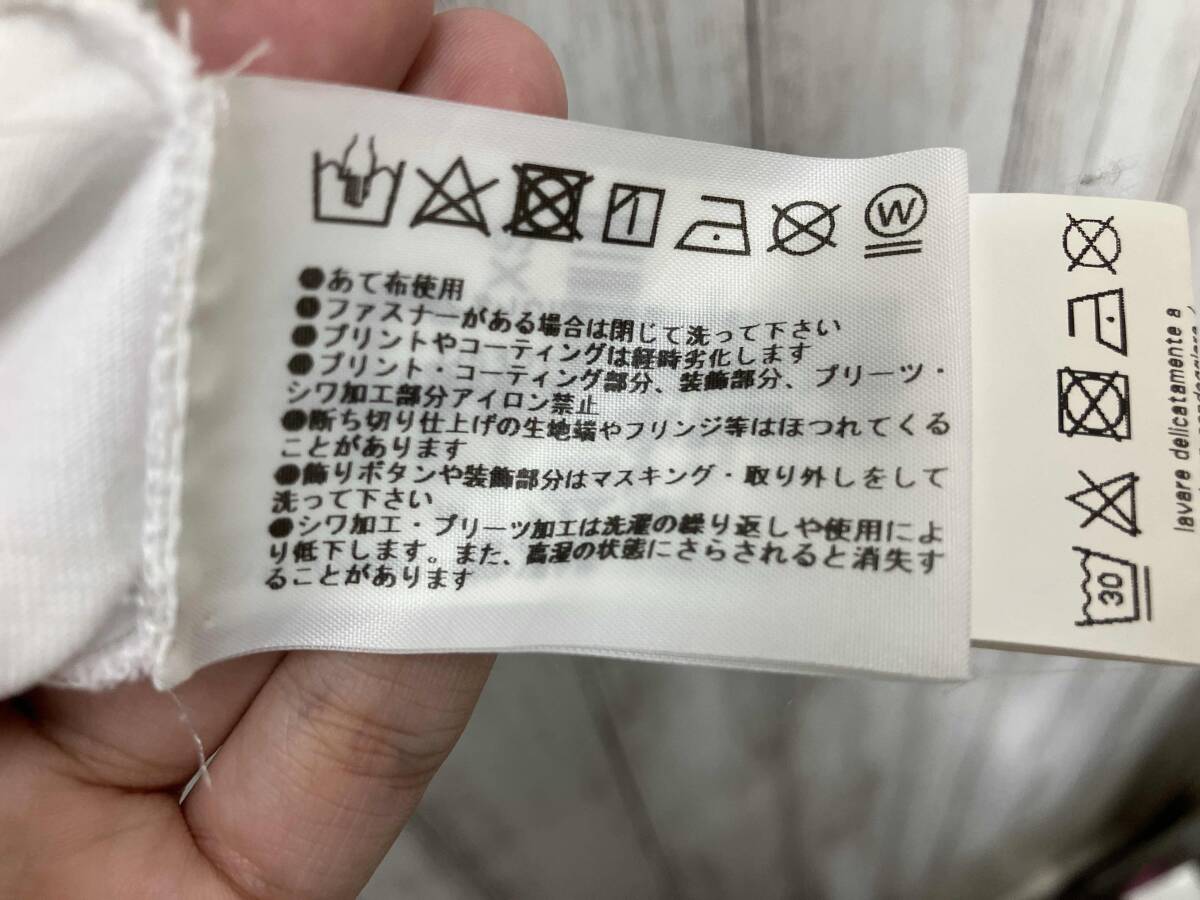 W
●あて布使用
●ファスナーがある場合は閉じて洗って下さい
●プリントやコーティングは経時劣化します
●プリント・コーティング部分、装飾部分、プリーツ・
シワ加工部分アイロン禁止
●断ち切り仕上げの生地端やフリンジ等はほつれてくる
ことがあります
●飾りボタンや装飾部分はマスキング・取り外しをして
洗って下さい
●シワ加工・プリーツ加工は洗濯の繰り返しや使用によ
り低下します。また、高湿の状態にさらされると消失す
ることがあります
30
lavare delicatamente a